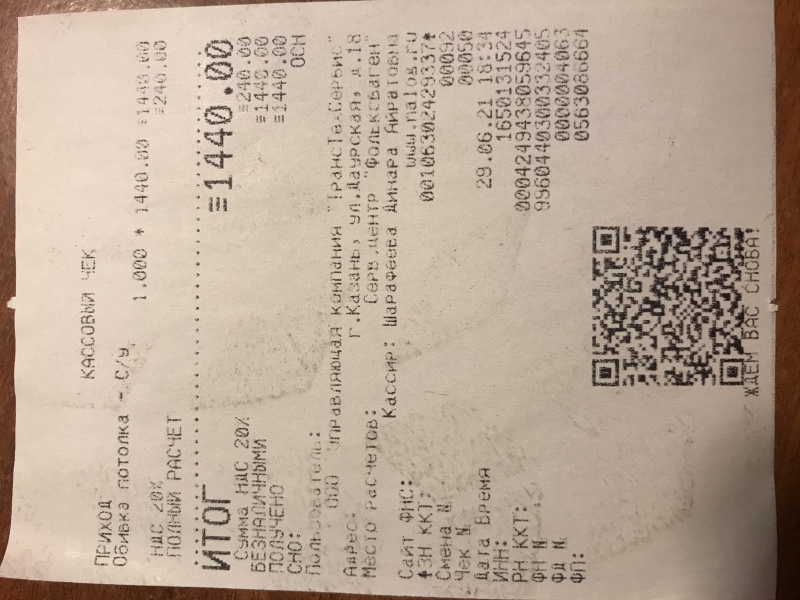 КАССОВЫЙ ЧЕК
ПРИХОД
Обивка потолка - С/У
1.000 * 1440.00 ≡1440.00
НДС 20% ≡240.00
ПОЛНЫЙ РАСЧЕТ
ИТОГ ≡1440.00
Сумма НДС 20% ≡240.00
БЕЗНАЛИЧНЫМИ ≡1440.00
ПОЛУЧЕНО ≡1440.00
СНО: ОСН
Пользователь:
ООО "Управляющая компания "ТрансТехСервис"
Адрес: г.Казань, ул.Даурская, д.18
Место расчетов: Серв.центр "Фольксваген"
Кассир: Шарафеева Динара Айратовна
Сайт ФНС: www.nalog.ru
ЗН ККТ: 00106302429337
Смена N 00092
Чек N 00050
Дата Время 29.06.21 18:34
ИНН: 1650131524
РН ККТ: 0004249438059645
ФН N 9960440300332405
ФД N 0000004063
ФП: 0563086664
ЖДЕМ ВАС СНОВА!